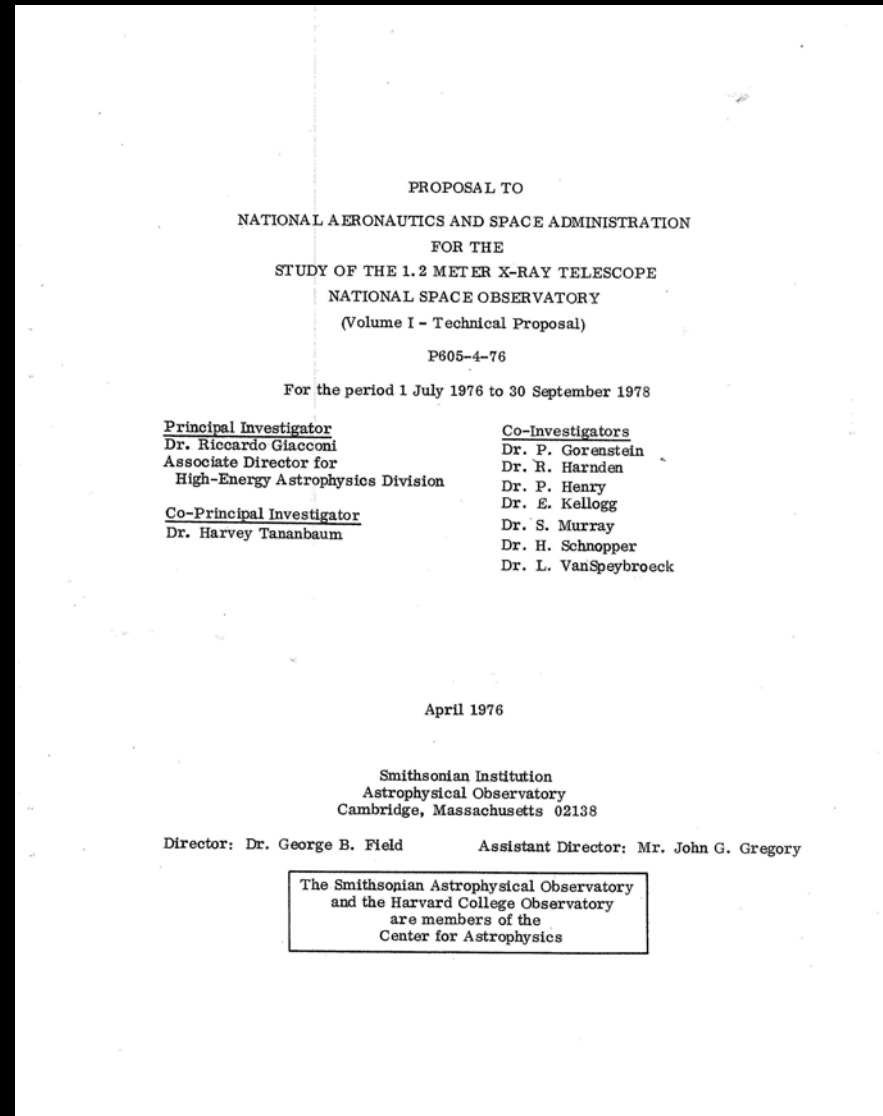 PROPOSAL TO
NATIONAL AERONAUTICS AND SPACE ADMINISTRATION
FOR THE
STUDY OF THE 1.2 METER X-RAY TELESCOPE
NATIONAL SPACE OBSERVATORY
(Volume I - Technical Proposal)
P605-4-76
For the period 1 July 1976 to 30 September 1978
Principal Investigator
Dr. Riccardo Giacconi
Associate Director for
High-Energy Astrophysics Division
Co-Principal Investigator
Dr. Harvey Tananbaum
Co-Investigators
Dr. P. Gorenstein
Dr. R. Harnden
Dr. P. Henry
Dr. E. Kellogg
Dr. S. Murray
Dr. H. Schnopper
Dr. L. VanSpeybroeck
April 1976
Smithsonian Institution
Astrophysical Observatory
Cambridge, Massachusetts 02138
Director: Dr. George B. Field
Assistant Director: Mr. John G. Gregory
The Smithsonian Astrophysical Observatory
and the Harvard College Observatory
are members of the
Center for Astrophysics